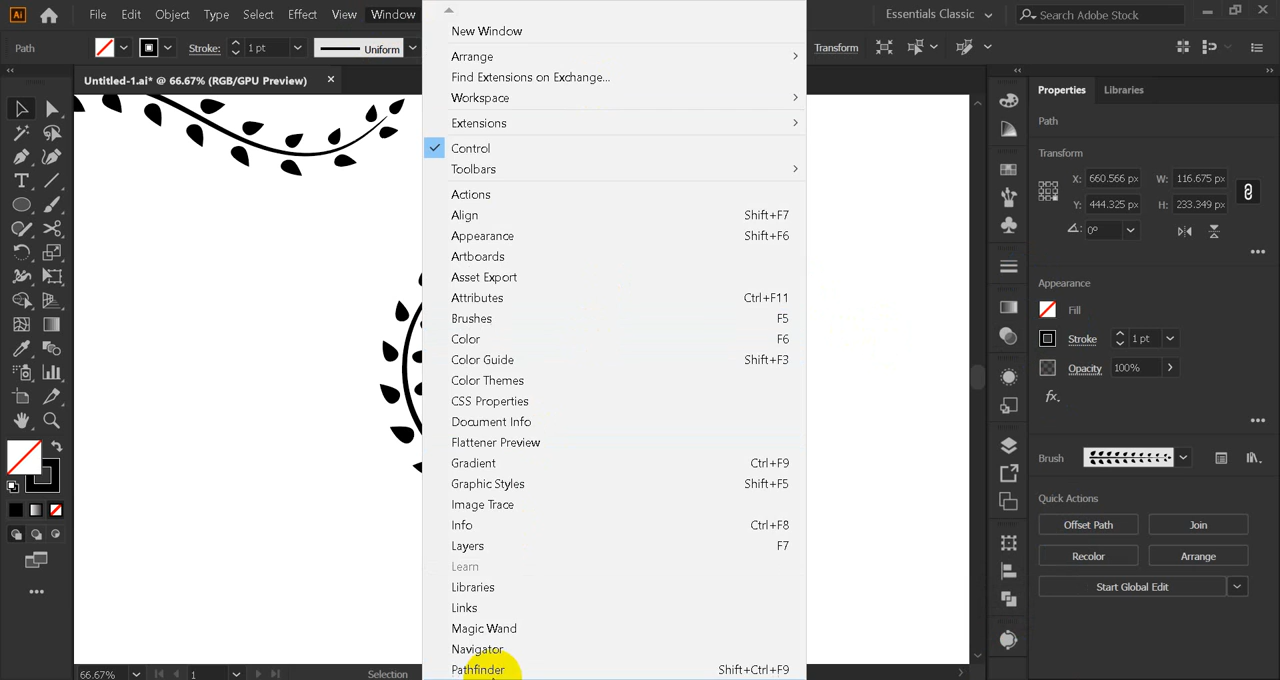 Ai File Edit Object Type Select Effect View Window Essentials Classic Search Adobe Stock
Path Stroke: 1 pt Uniform Transform
Untitled-1.ai* @ 66.67% (RGB/GPU Preview) ×
New Window
Arrange
Find Extensions on Exchange...
Workspace
Extensions
Control
Toolbars
Actions
Align Shift+F7
Appearance Shift+F6
Artboards
Asset Export
Attributes Ctrl+F11
Brushes F5
Color F6
Color Guide Shift+F3
Color Themes
CSS Properties
Document Info
Flattener Preview
Gradient Ctrl+F9
Graphic Styles Shift+F5
Image Trace
Info Ctrl+F8
Layers F7
Learn
Libraries
Links
Magic Wand
Navigator
Pathfinder Shift+Ctrl+F9
Properties Libraries
Path
Transform
X: 660.566 px W: 116.675 px
Y: 444.325 px H: 233.349 px
0°
Appearance
Fill
Stroke 1 pt
Opacity 100%
fx.
Brush
Quick Actions
Offset Path Join
Recolor Arrange
Start Global Edit
66.67% 1 Selection